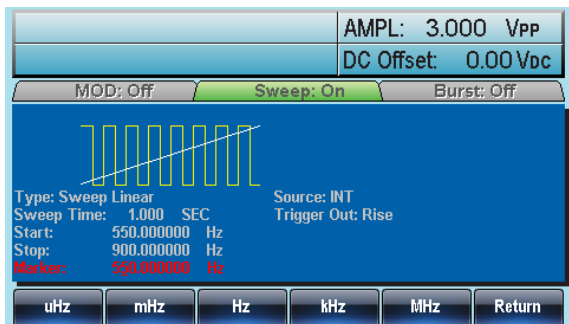 AMPL: 3.000 VPP
DC Offset: 0.00 VDC
MOD: Off Sweep: On Burst: Off
Type: Sweep Linear Source: INT
Sweep Time: 1.000 SEC Trigger Out: Rise
Start: 550.000000 Hz
Stop: 900.000000 Hz
Marker: 550.000000 Hz
uHz mHz Hz kHz MHz Return